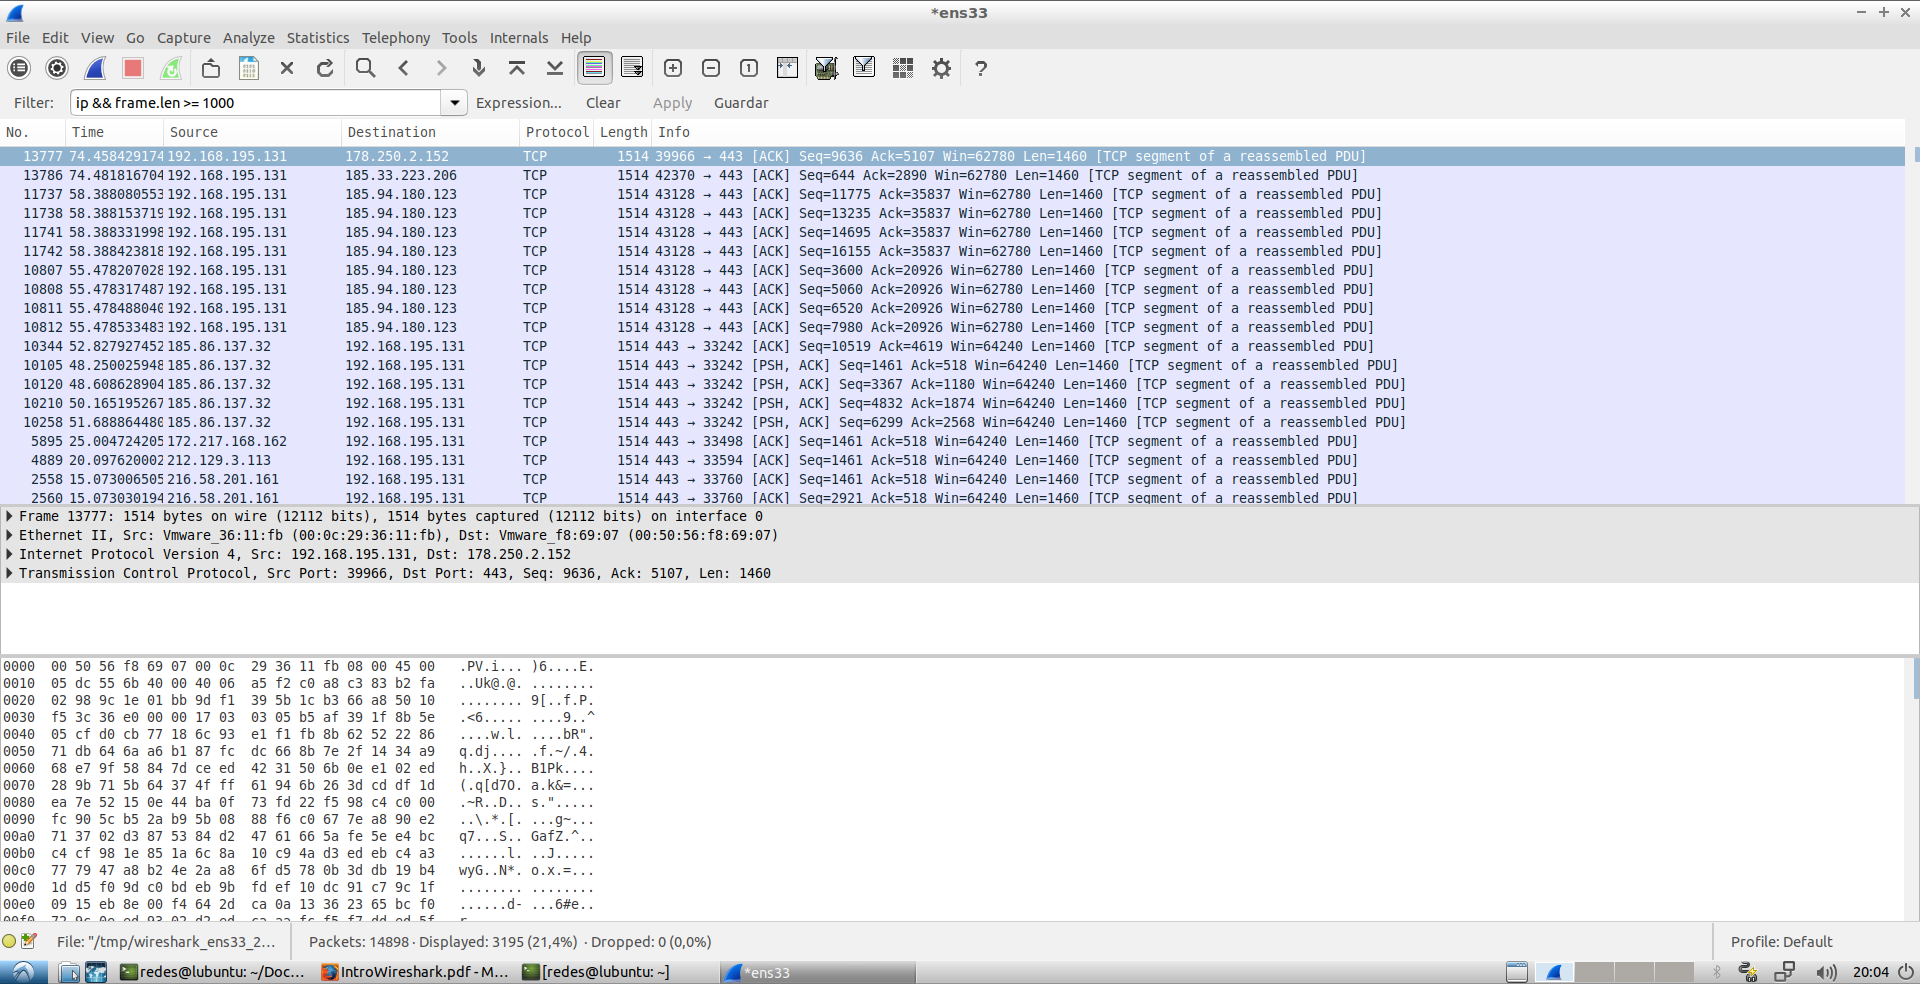 *ens33
File Edit View Go Capture Analyze Statistics Telephony Tools Internals Help
Filter: ip && frame.len >= 1000 Expression... Clear Apply Guardar
No. Time Source Destination Protocol Length Info
13777 74.458429174 192.168.195.131 178.250.2.152 TCP 1514 39966 → 443 [ACK] Seq=9636 Ack=5107 Win=62780 Len=1460 [TCP segment of a reassembled PDU]
13786 74.481816704 192.168.195.131 185.33.223.206 TCP 1514 42370 → 443 [ACK] Seq=644 Ack=2890 Win=62780 Len=1460 [TCP segment of a reassembled PDU]
11737 58.388080553 192.168.195.131 185.94.180.123 TCP 1514 43128 → 443 [ACK] Seq=11775 Ack=35837 Win=62780 Len=1460 [TCP segment of a reassembled PDU]
11738 58.388153719 192.168.195.131 185.94.180.123 TCP 1514 43128 → 443 [ACK] Seq=13235 Ack=35837 Win=62780 Len=1460 [TCP segment of a reassembled PDU]
11741 58.388331998 192.168.195.131 185.94.180.123 TCP 1514 43128 → 443 [ACK] Seq=14695 Ack=35837 Win=62780 Len=1460 [TCP segment of a reassembled PDU]
11742 58.388423818 192.168.195.131 185.94.180.123 TCP 1514 43128 → 443 [ACK] Seq=16155 Ack=35837 Win=62780 Len=1460 [TCP segment of a reassembled PDU]
10807 55.478207028 192.168.195.131 185.94.180.123 TCP 1514 43128 → 443 [ACK] Seq=3600 Ack=20926 Win=62780 Len=1460 [TCP segment of a reassembled PDU]
10808 55.478317487 192.168.195.131 185.94.180.123 TCP 1514 43128 → 443 [ACK] Seq=5060 Ack=20926 Win=62780 Len=1460 [TCP segment of a reassembled PDU]
10811 55.478488040 192.168.195.131 185.94.180.123 TCP 1514 43128 → 443 [ACK] Seq=6520 Ack=20926 Win=62780 Len=1460 [TCP segment of a reassembled PDU]
10812 55.478533483 192.168.195.131 185.94.180.123 TCP 1514 43128 → 443 [ACK] Seq=7980 Ack=20926 Win=62780 Len=1460 [TCP segment of a reassembled PDU]
10344 52.827927452 185.86.137.32 192.168.195.131 TCP 1514 443 → 33242 [ACK] Seq=10519 Ack=4619 Win=64240 Len=1460 [TCP segment of a reassembled PDU]
10105 48.250025948 185.86.137.32 192.168.195.131 TCP 1514 443 → 33242 [PSH, ACK] Seq=1461 Ack=518 Win=64240 Len=1460 [TCP segment of a reassembled PDU]
10120 48.608628904 185.86.137.32 192.168.195.131 TCP 1514 443 → 33242 [PSH, ACK] Seq=3367 Ack=1180 Win=64240 Len=1460 [TCP segment of a reassembled PDU]
10210 50.165195267 185.86.137.32 192.168.195.131 TCP 1514 443 → 33242 [PSH, ACK] Seq=4832 Ack=1874 Win=64240 Len=1460 [TCP segment of a reassembled PDU]
10258 51.688864480 185.86.137.32 192.168.195.131 TCP 1514 443 → 33242 [PSH, ACK] Seq=6299 Ack=2568 Win=64240 Len=1460 [TCP segment of a reassembled PDU]
5895 25.004724205 172.217.168.162 192.168.195.131 TCP 1514 443 → 33498 [ACK] Seq=1461 Ack=518 Win=64240 Len=1460 [TCP segment of a reassembled PDU]
4889 20.097620002 212.129.3.113 192.168.195.131 TCP 1514 443 → 33594 [ACK] Seq=1461 Ack=518 Win=64240 Len=1460 [TCP segment of a reassembled PDU]
2558 15.073006505 216.58.201.161 192.168.195.131 TCP 1514 443 → 33760 [ACK] Seq=1461 Ack=518 Win=64240 Len=1460 [TCP segment of a reassembled PDU]
2560 15.073030194 216.58.201.161 192.168.195.131 TCP 1514 443 → 33760 [ACK] Seq=2921 Ack=518 Win=64240 Len=1460 [TCP segment of a reassembled PDU]
Frame 13777: 1514 bytes on wire (12112 bits), 1514 bytes captured (12112 bits) on interface 0
Ethernet II, Src: Vmware_36:11:fb (00:0c:29:36:11:fb), Dst: Vmware_f8:69:07 (00:50:56:f8:69:07)
Internet Protocol Version 4, Src: 192.168.195.131, Dst: 178.250.2.152
Transmission Control Protocol, Src Port: 39966, Dst Port: 443, Seq: 9636, Ack: 5107, Len: 1460
0000 00 50 56 f8 69 07 00 0c 29 36 11 fb 08 00 45 00 .PV.i... )6....E.
0010 05 dc 55 6b 40 00 40 06 a5 f2 c0 a8 c3 83 b2 fa ..Uk@.@. ........
0020 02 98 9c 1e 01 bb 9d f1 39 5b 1c b3 66 a8 50 10 ........ 9[..f.P.
0030 f5 3c 36 e0 00 00 17 03 03 05 b5 af 39 1f 8b 5e .<6..... ....9..^
0040 05 cf d0 cb 77 18 6c 93 e1 f1 fb 8b 62 52 22 86 ....w.l. ....bR".
0050 71 db 64 6a a6 b1 87 fc dc 66 8b 7e 2f 14 34 a9 q.dj.... .f.~/.4.
0060 68 e7 9f 58 84 7d ce ed 42 31 50 6b 0e e1 02 ed h..X.}.. B1Pk....
0070 28 9b 71 5b 64 37 4f ff 61 94 6b 26 3d cd df 1d (.q[d7O. a.k&=...
0080 ea 7e 52 15 0e 44 ba 0f 73 fd 22 f5 98 c4 c0 00 .~R..D.. s.".....
0090 fc 90 5c b5 2a b9 5b 08 88 f6 c0 67 7e a8 90 e2 ..\.*.[. ...g~...
00a0 71 37 02 d3 87 53 84 d2 47 61 66 5a fe 5e e4 bc q7...S.. GafZ.^..
00b0 c4 cf 98 1e 85 1a 6c 8a 10 c9 4a d3 ed eb c4 a3 ......l. ..J.....
00c0 77 79 47 a8 b2 4e 2a a8 6f d5 78 0b 3d db 19 b4 wyG..N*. o.x.=...
00d0 1d d5 f0 9d c0 bd eb 9b fd ef 10 dc 91 c7 9c 1f ........ ........
00e0 09 15 eb 8e 00 f4 64 2d ca 0a 13 36 23 65 bc f0 ......d- ...6#e..
File: "/tmp/wireshark_ens33_2... Packets: 14898 · Displayed: 3195 (21,4%) · Dropped: 0 (0,0%) Profile: Default
redes@lubuntu: ~/Doc... IntroWireshark.pdf - M... [redes@lubuntu: ~] *ens33 20:04